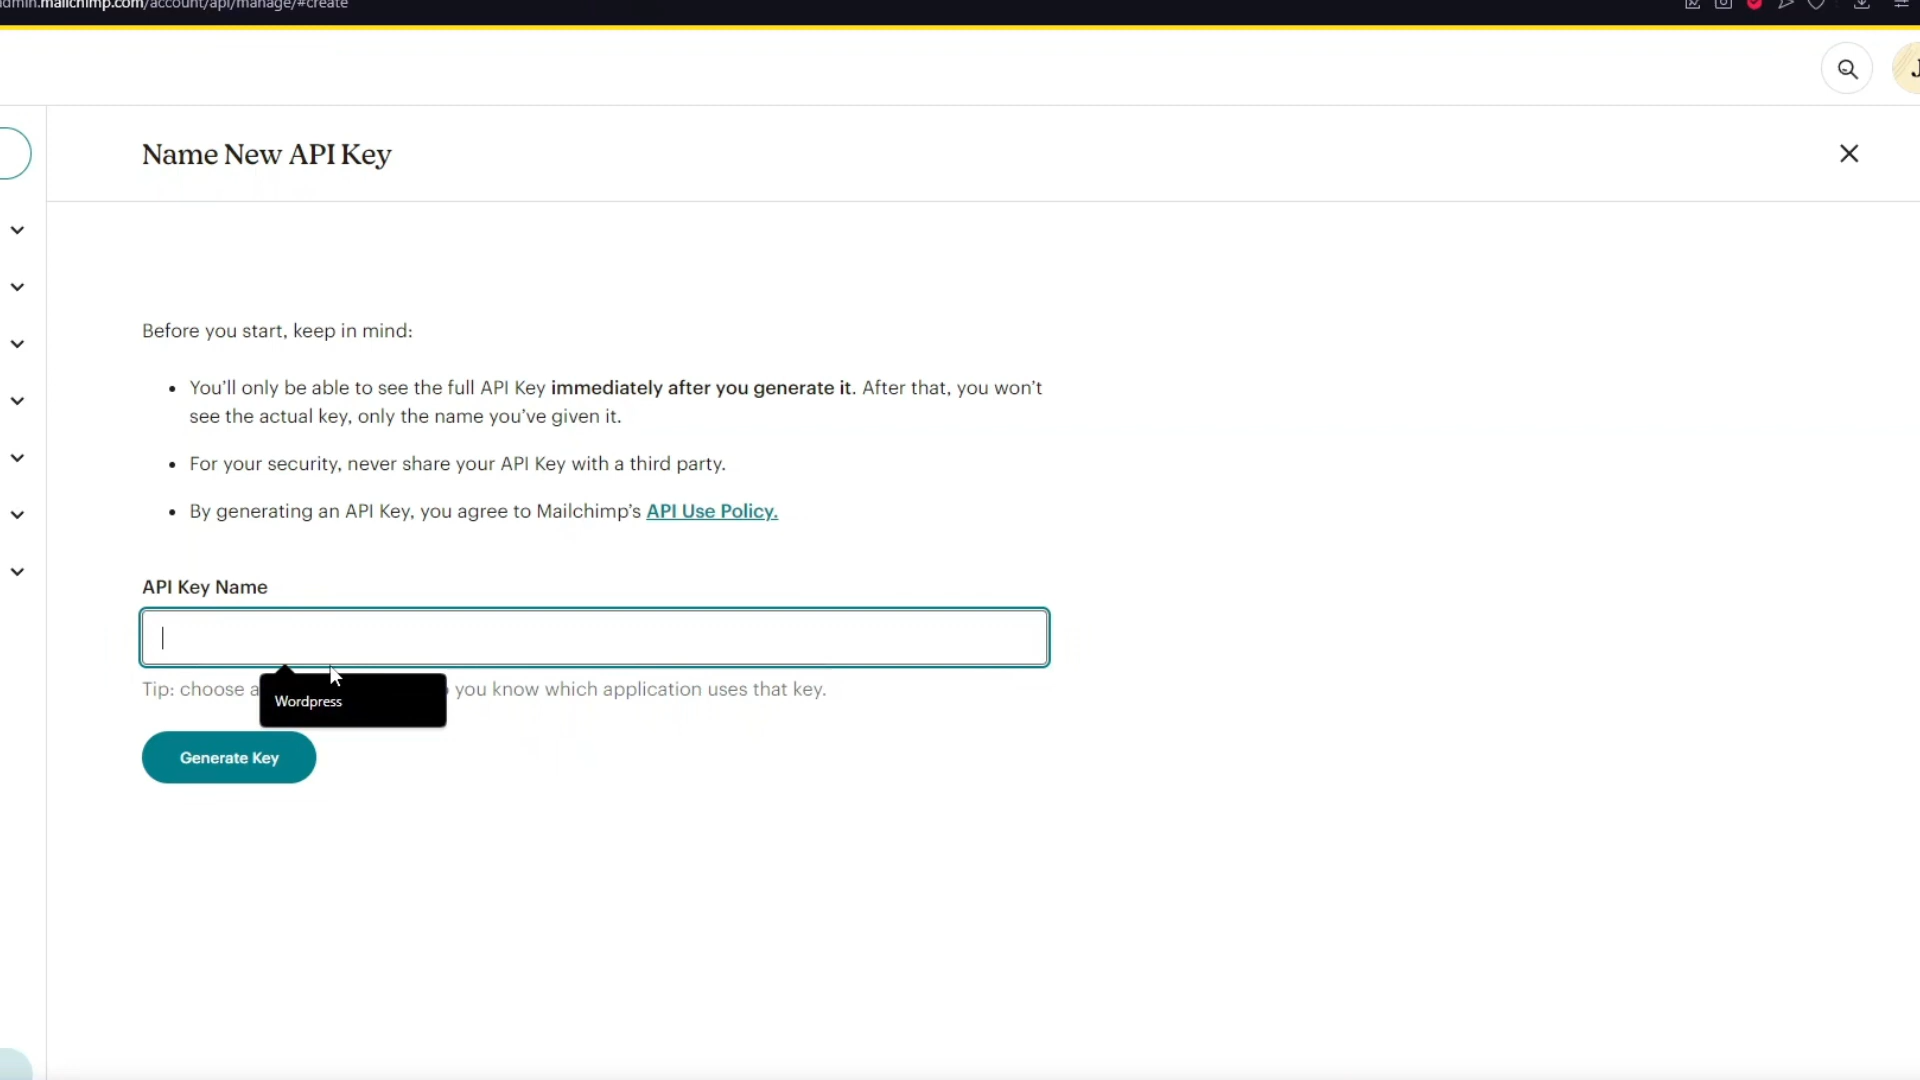 admin.mailchimp.com/account/api/manage/#create
J
Name New API Key
Before you start, keep in mind:
You'll only be able to see the full API Key immediately after you generate it. After that, you won't
see the actual key, only the name you've given it.
For your security, never share your API Key with a third party.
By generating an API Key, you agree to Mailchimp's API Use Policy.
API Key Name
Tip: choose a you know which application uses that key.
Wordpress
Generate Key